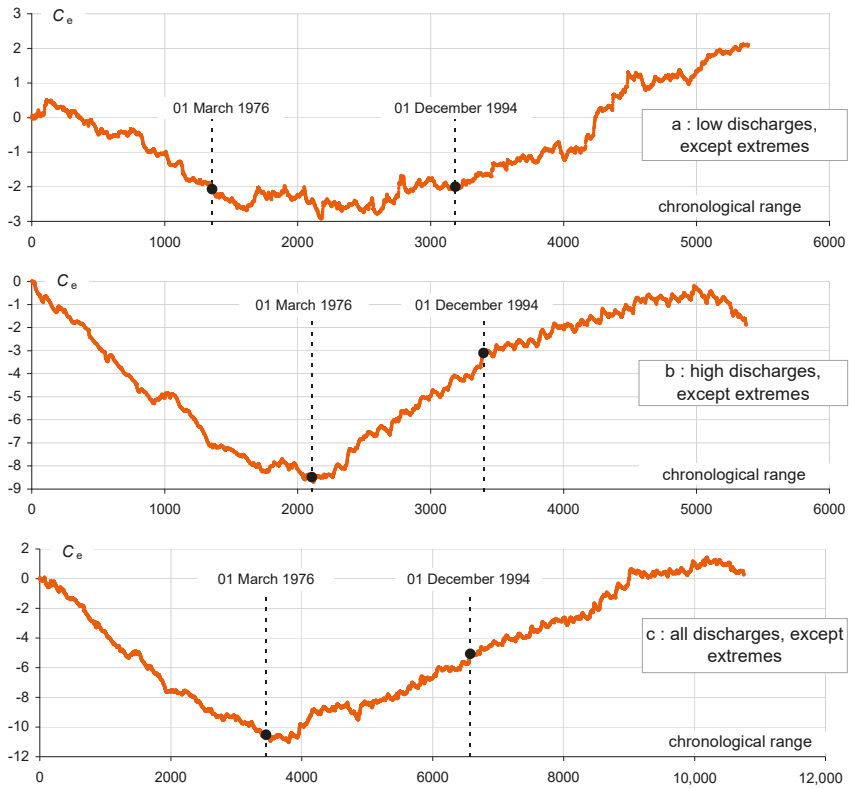 3
C e
2
01 March 1976
01 December 1994
1
a : low discharges,
except extremes
0
-1
-2
chronological range
-3
0 1000 2000 3000 4000 5000 6000
0
C e
-1
01 March 1976
01 December 1994
-2
-3
-4
b : high discharges,
except extremes
-5
-6
-7
-8
chronological range
-9
0 1000 2000 3000 4000 5000 6000
2
C e
0
01 March 1976
01 December 1994
-2
-4
c : all discharges, except
extremes
-6
-8
-10
chronological range
-12
0 2000 4000 6000 8000 10,000 12,000